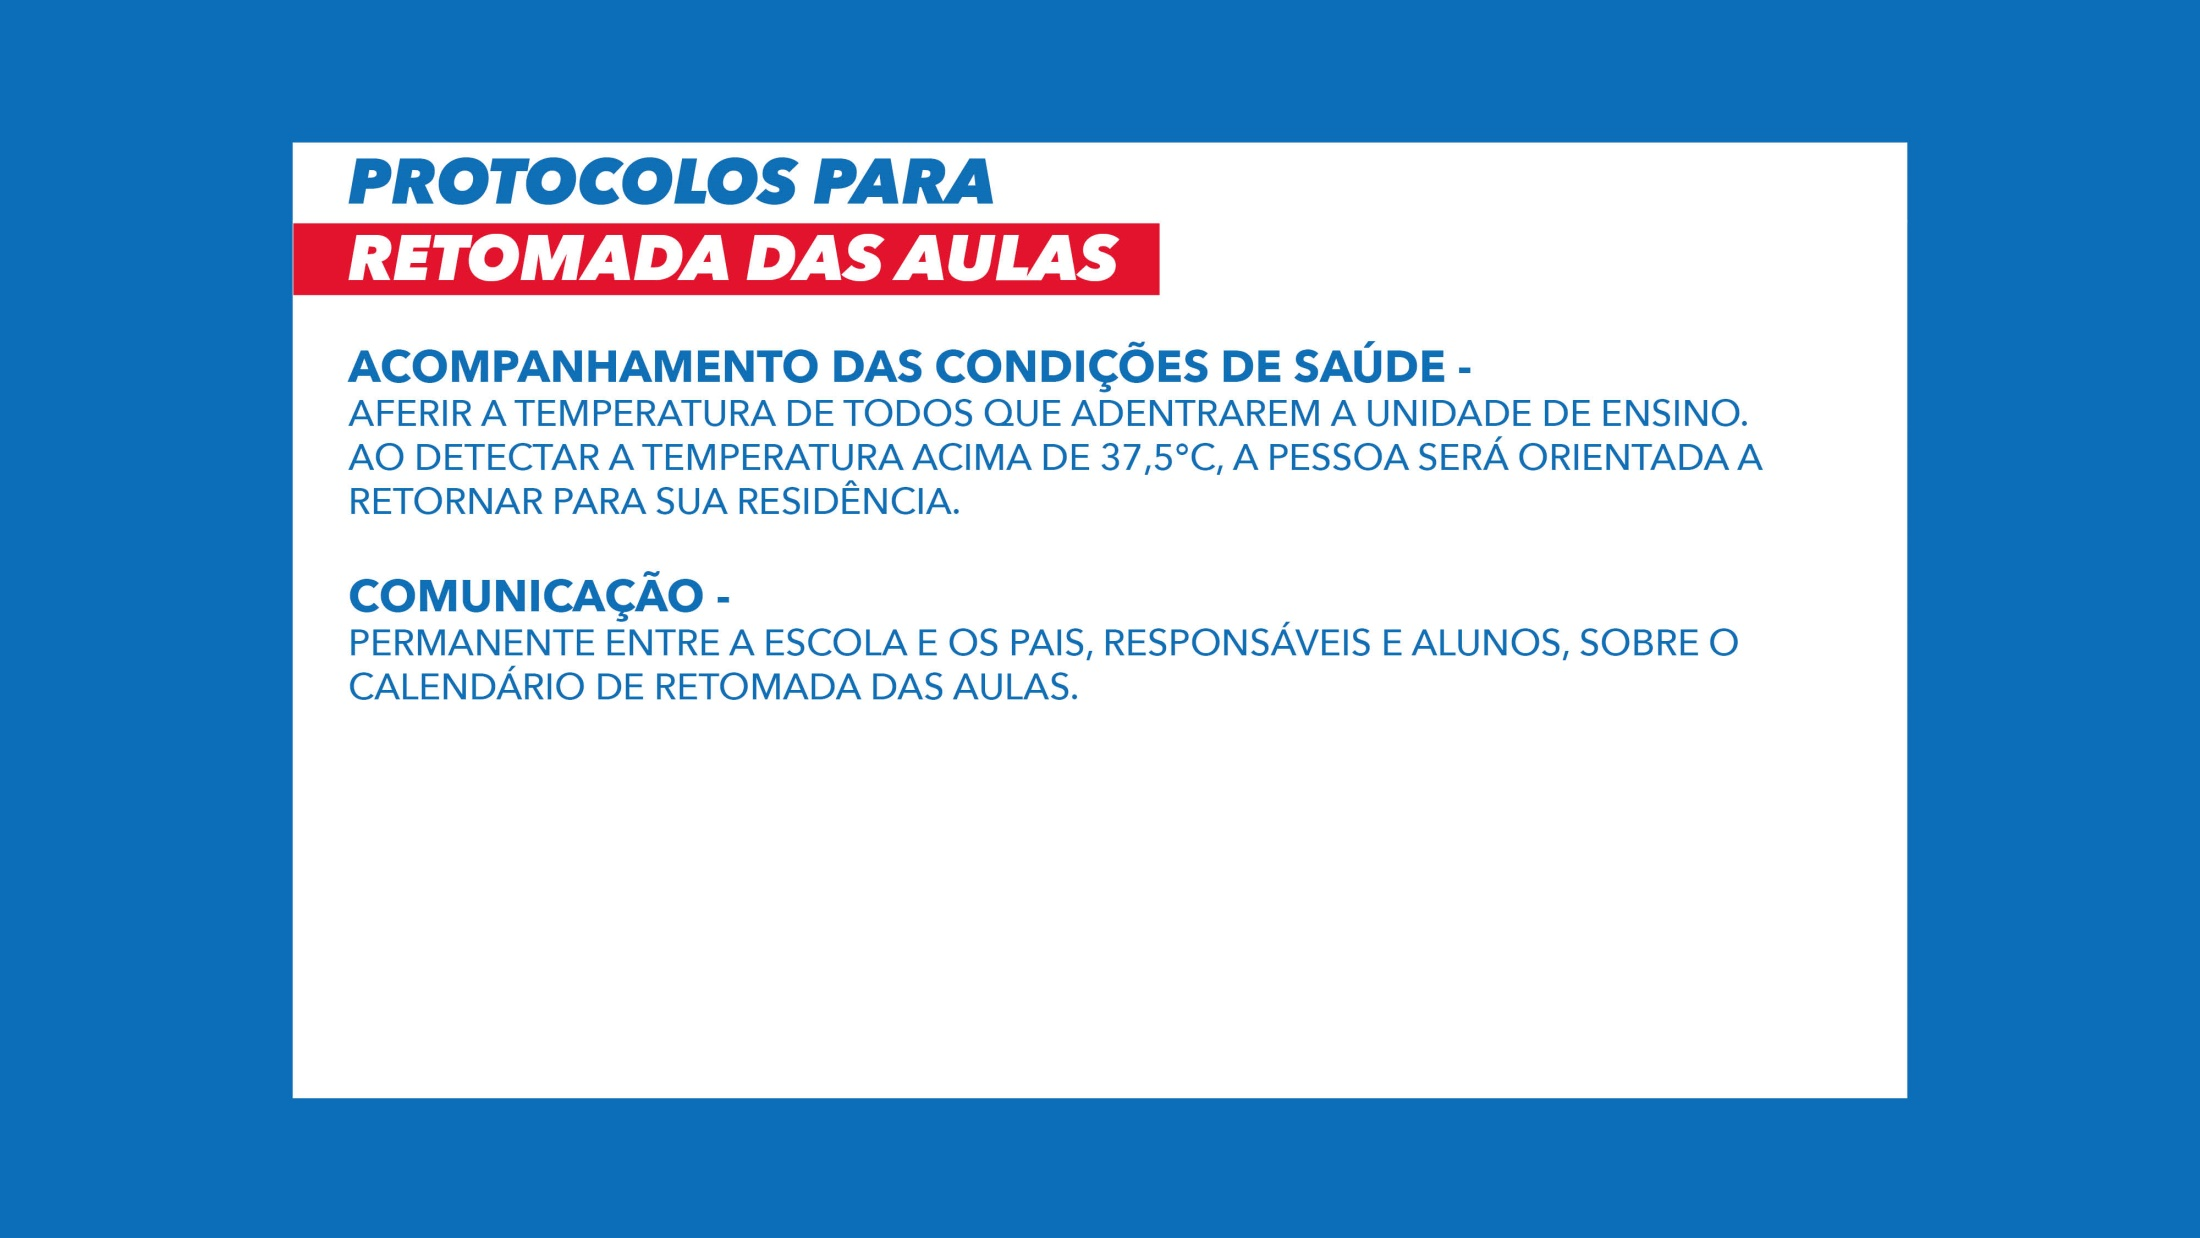 PROTOCOLOS PARA
RETOMADA DAS AULAS
ACOMPANHAMENTO DAS CONDIÇÕES DE SAÚDE -
AFERIR A TEMPERATURA DE TODOS QUE ADENTRAREM A UNIDADE DE ENSINO.
AO DETECTAR A TEMPERATURA ACIMA DE 37,5°C, A PESSOA SERÁ ORIENTADA A
RETORNAR PARA SUA RESIDÊNCIA.
COMUNICAÇÃO -
PERMANENTE ENTRE A ESCOLA E OS PAIS, RESPONSÁVEIS E ALUNOS, SOBRE O
CALENDÁRIO DE RETOMADA DAS AULAS.